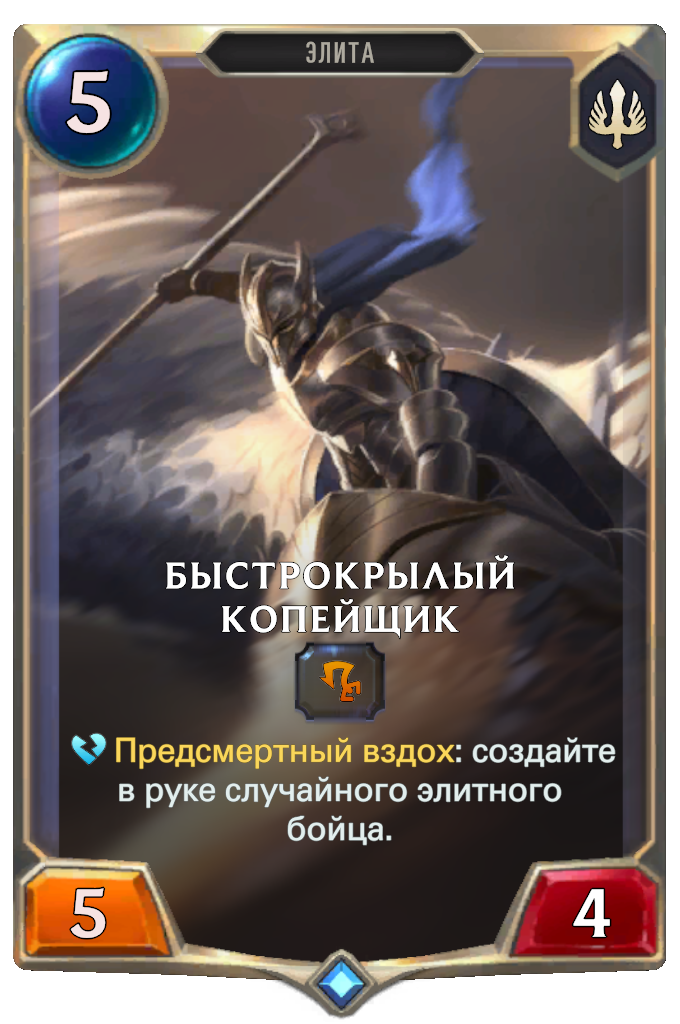 ЭЛИТА
5
БЫСТРОКРЫЛЫЙ
КОПЕЙЩИК
Предсмертный вздох: создайте
в руке случайного элитного
бойца.
5
4